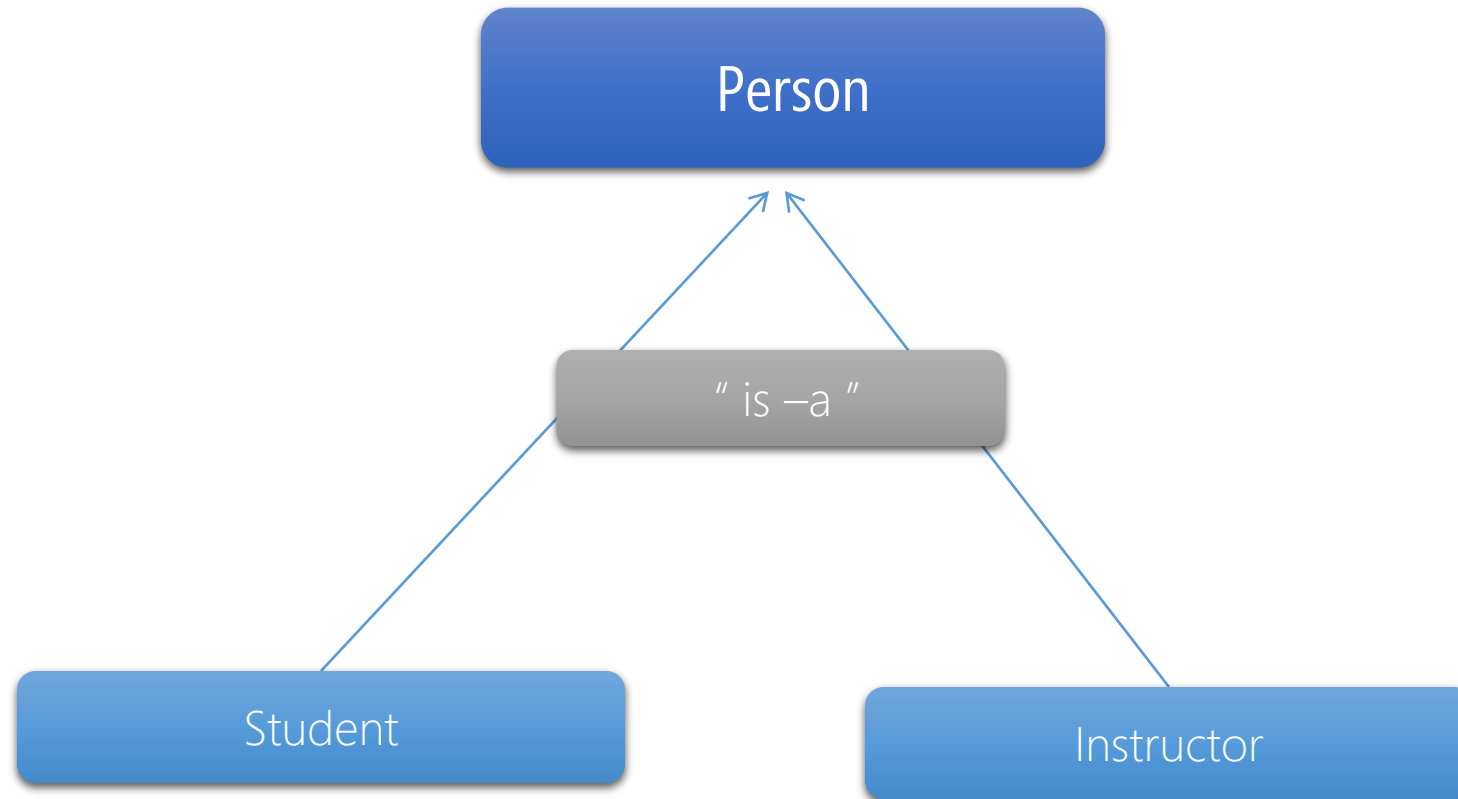 Person
“ is –a ”
Student
Instructor